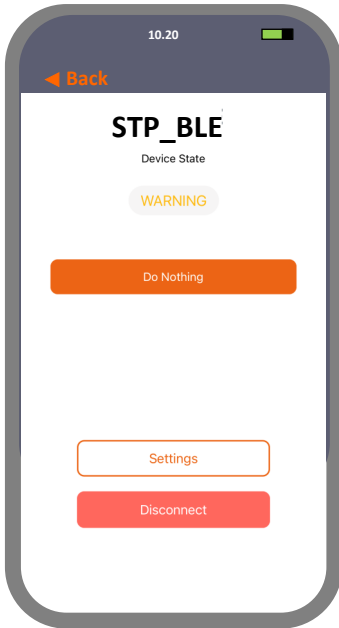 10.20
◀ Back
STP_BLE
Device State
WARNING
Do Nothing
Settings
Disconnect